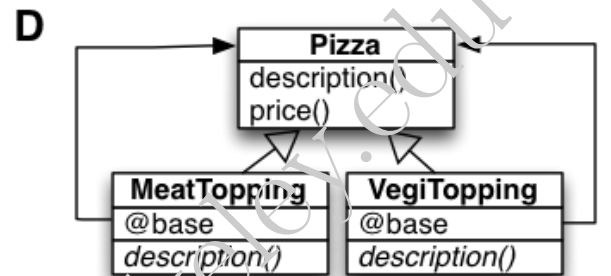 D
Pizza
description()
price()
MeatTopping
@base
description()
VegiTopping
@base
description()